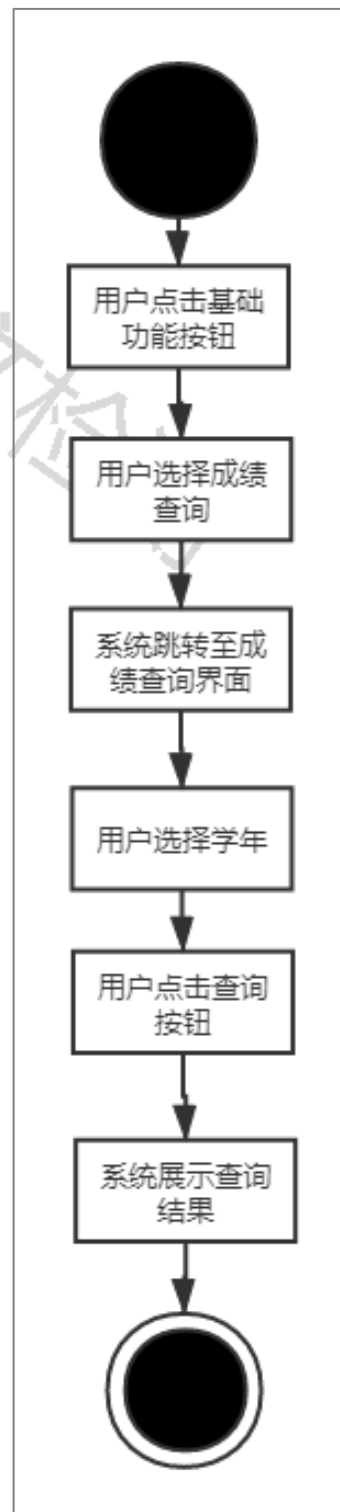 用户点击基础
功能按钮
用户选择成绩
查询
系统跳转至成
绩查询界面
用户选择学年
用户点击查询
按钮
系统展示查询
结果